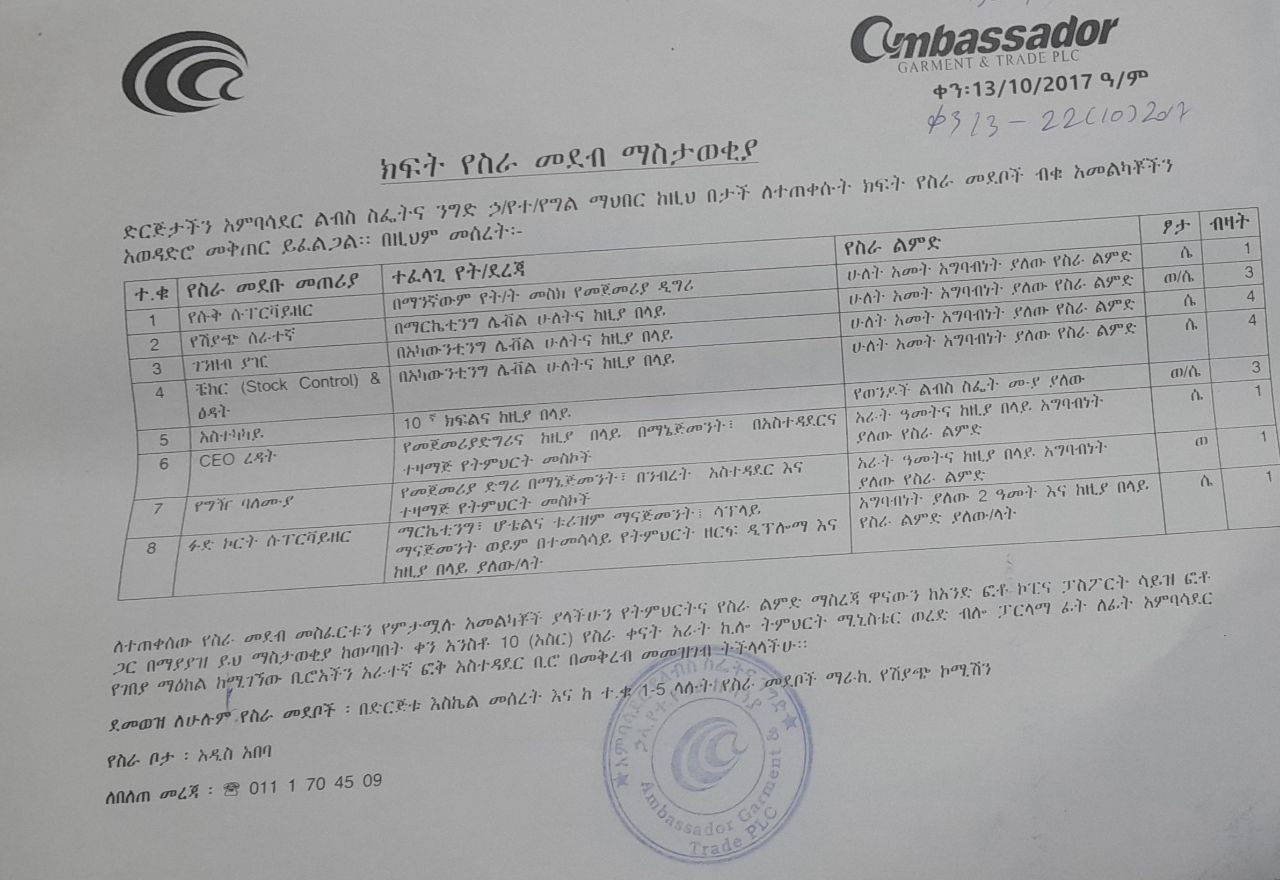 Ambassador
GARMENT & TRADE PLC
ቀን፡13/10/2017 ዓ/ም
13 – 22/10/2017
ክፍት የስራ መደብ ማስታወቂያ
ድርጅታችን አምባሳደር ልብስ ስፌትና ንግድ ኃ/የተ/የግል ማህበር ከዚህ በታች ለተጠቀሱት ክፍት የስራ መደቦች ብቁ አመልካቾችን
አወዳድሮ መቅጠር ይፈልጋል፡፡ በዚህም መሰረት፡-
ተ.ቁ የስራ መደቡ መጠሪያ ተፈላጊ የት/ደረጃ የስራ ልምድ ፆታ ብዛት
1 የሱቅ ሱፐርቫይዘር በማንኛውም የት/ት መስክ የመጀመሪያ ዲግሪ ሁለት አመት አግባብነት ያለው የስራ ልምድ ሴ 1
2 የሽያጭ ሰራተኛ በማርኬቲንግ ሌቭል ሁለትና ከዚያ በላይ ሁለት አመት አግባብነት ያለው የስራ ልምድ ወ/ሴ 3
3 ገንዘብ ያዢ በአካውንቲንግ ሌቭል ሁለትና ከዚያ በላይ ሁለት አመት አግባብነት ያለው የስራ ልምድ ሴ 4
4 ቼከር (Stock Control) & በአካውንቲንግ ሌቭል ሁለትና ከዚያ በላይ ሁለት አመት አግባብነት ያለው የስራ ልምድ ሴ 4
ዕዳት
5 አስተካካይ 10 ኛ ክፍልና ከዚያ በላይ የወንዶች ልብስ ስፌት ሙያ ያለው ወ/ሴ 3
6 CEO ረዳት የመጀመሪያድግሪና ከዚያ በላይ በማኔጅመንት፣ በአስተዳደርና አራት ዓመትና ከዚያ በላይ አግባብነት ሴ 1
ተዛማጅ የትምህርት መስኮች ያለው የስራ ልምድ
7 የግዥ ባለሙያ የመጀመሪያ ድግሪ በማኔጅመንት፣ በንብረት አስተዳደር እና አራት ዓመትና ከዚያ በላይ አግባብነት ወ 1
ተዛማጅ የትምህርት መስኮች ያለው የስራ ልምድ
8 ፉድ ኮርት ሱፐርቫይዘር ማርኬቲንግ፣ ሆቴልና ቱሪዝም ማናጅመንት፣ ሳፕላይ አግባብነት ያለው 2 ዓመት እና ከዚያ በላይ ሴ 1
ማናጅመንት ወይም በተመሳሳይ የትምህርት ዘርፍ ዲፕሎማ እና የስራ ልምድ ያለው/ላት
ከዚያ በላይ ያለው/ላት
ለተጠቀሰው የስራ መደብ መስፈርቱን የምታሟሉ አመልካቾች ያላችሁን የትምህርትና የስራ ልምድ ማስረጃ ዋናውን ከአንድ ፎቶ ኮፒና ፓስፖርት ሳይዝ ፎቶ
ጋር በማያያዝ ይህ ማስታወቂያ ከወጣበት ቀን አንስቶ 10 (አስር) የስራ ቀናት አራት ኪሎ ትምህርት ሚኒስቴር ወረድ ብሎ ፓርላማ ፊት ለፊት አምባሳደር
የገበያ ማዕከል ከሚገኘው ቢሮአችን አራተኛ ፎቅ አስተዳደር ቢሮ በመቅረብ መመዝገብ ትችላላችሁ፡፡
ደመወዝ ለሁሉም የስራ መደቦች ፡ በድርጅቱ እስኬል መሰረት እና ከ ተ.ቁ 1-5 ላሉት የስራ መደቦች ማራኪ የሽያጭ ኮሚሽን
የስራ ቦታ ፡ አዲስ አበባ
ለበለጠ መረጃ ፡ ☏ 011 1 70 45 09
Ambassador Garment &
Trade PLC